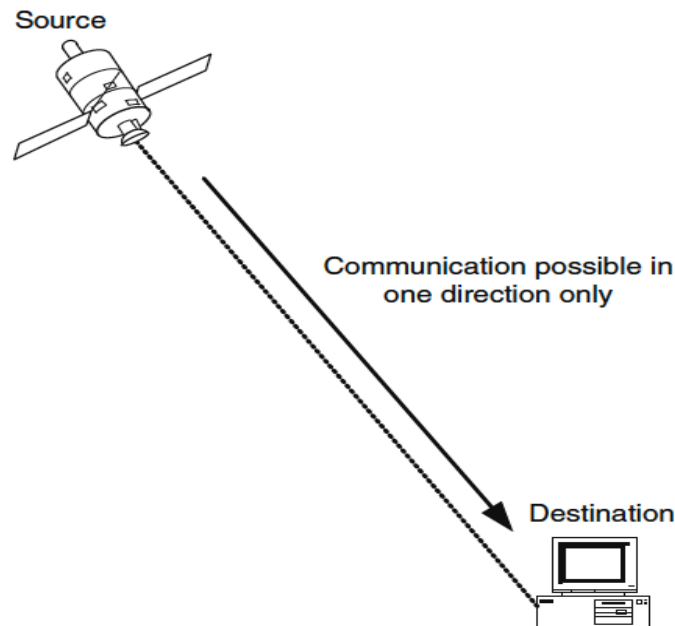 Source
Communication possible in
one direction only
Destination